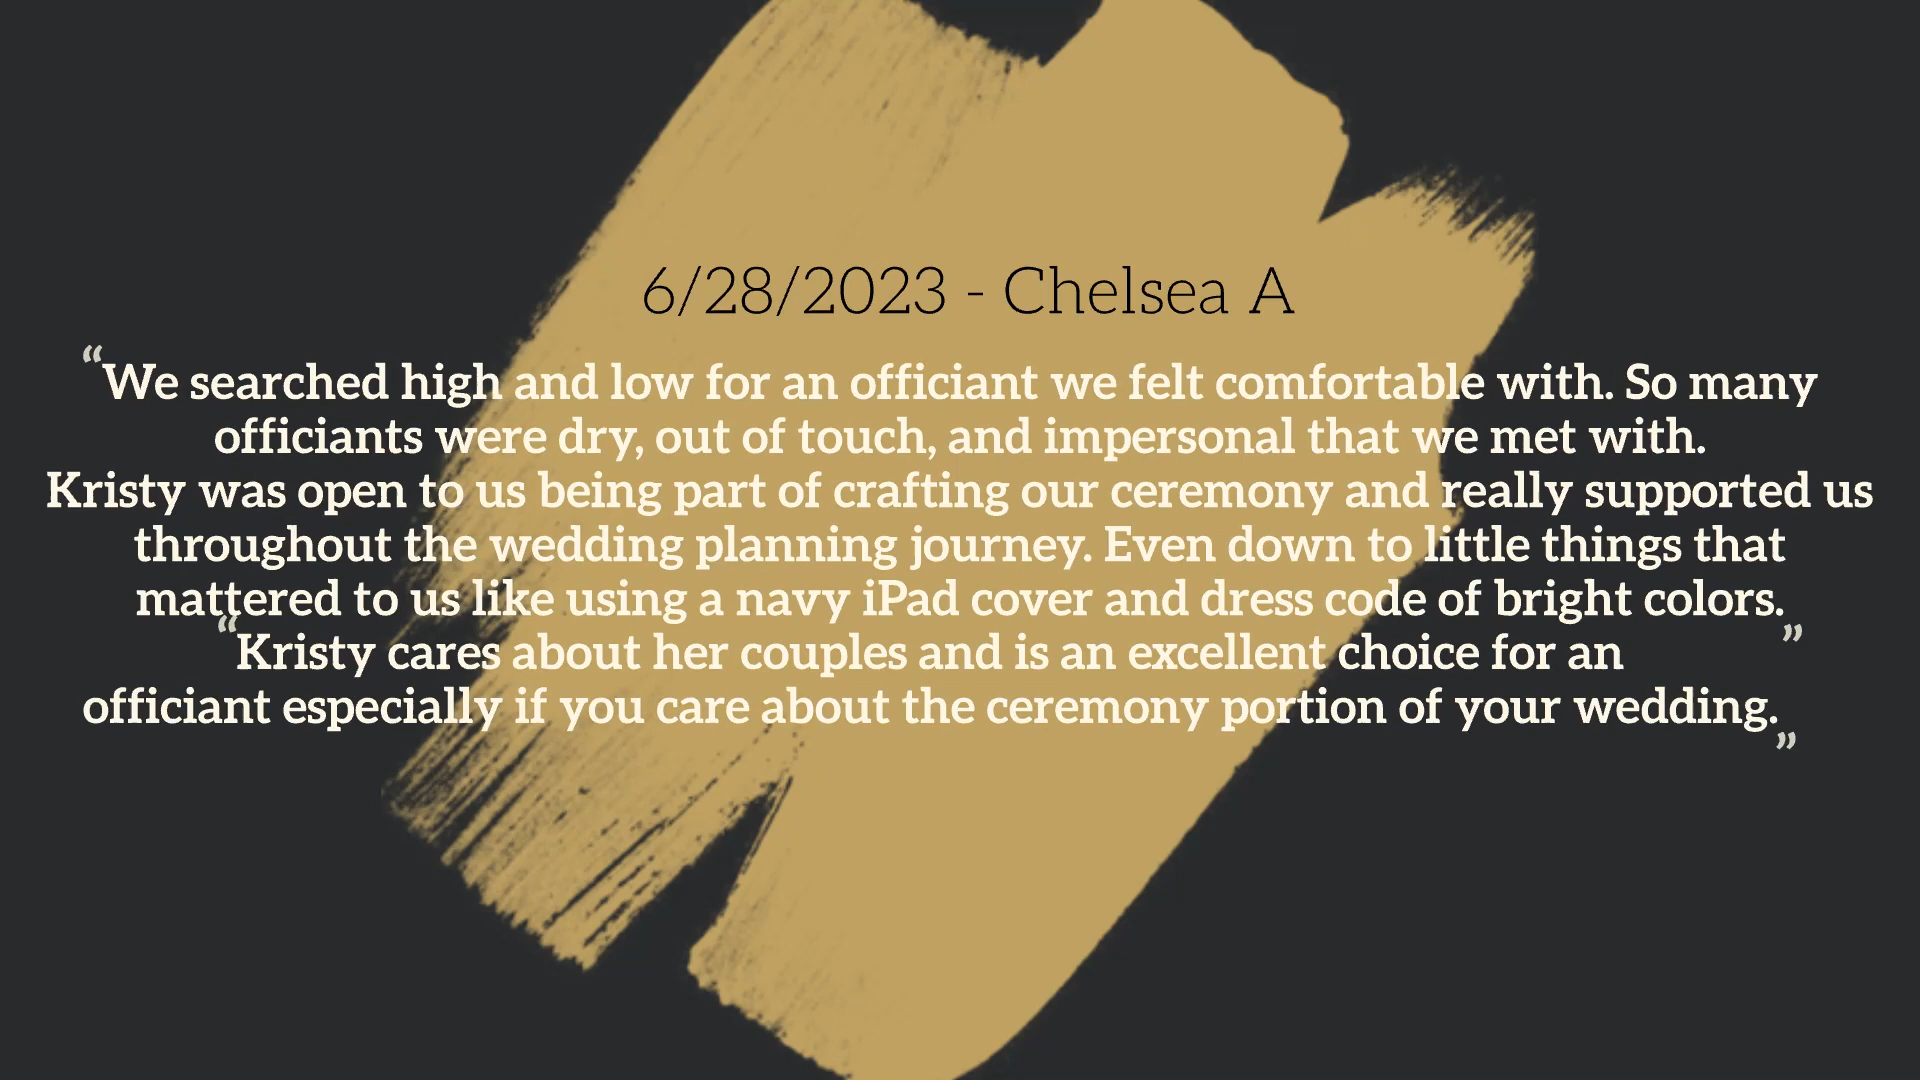 6/28/2023 - Chelsea A
“We searched high and low for an officiant we felt comfortable with. So many
officiants were dry, out of touch, and impersonal that we met with.
Kristy was open to us being part of crafting our ceremony and really supported us
throughout the wedding planning journey. Even down to little things that
mattered to us like using a navy iPad cover and dress code of bright colors.”
“Kristy cares about her couples and is an excellent choice for an
officiant especially if you care about the ceremony portion of your wedding.”